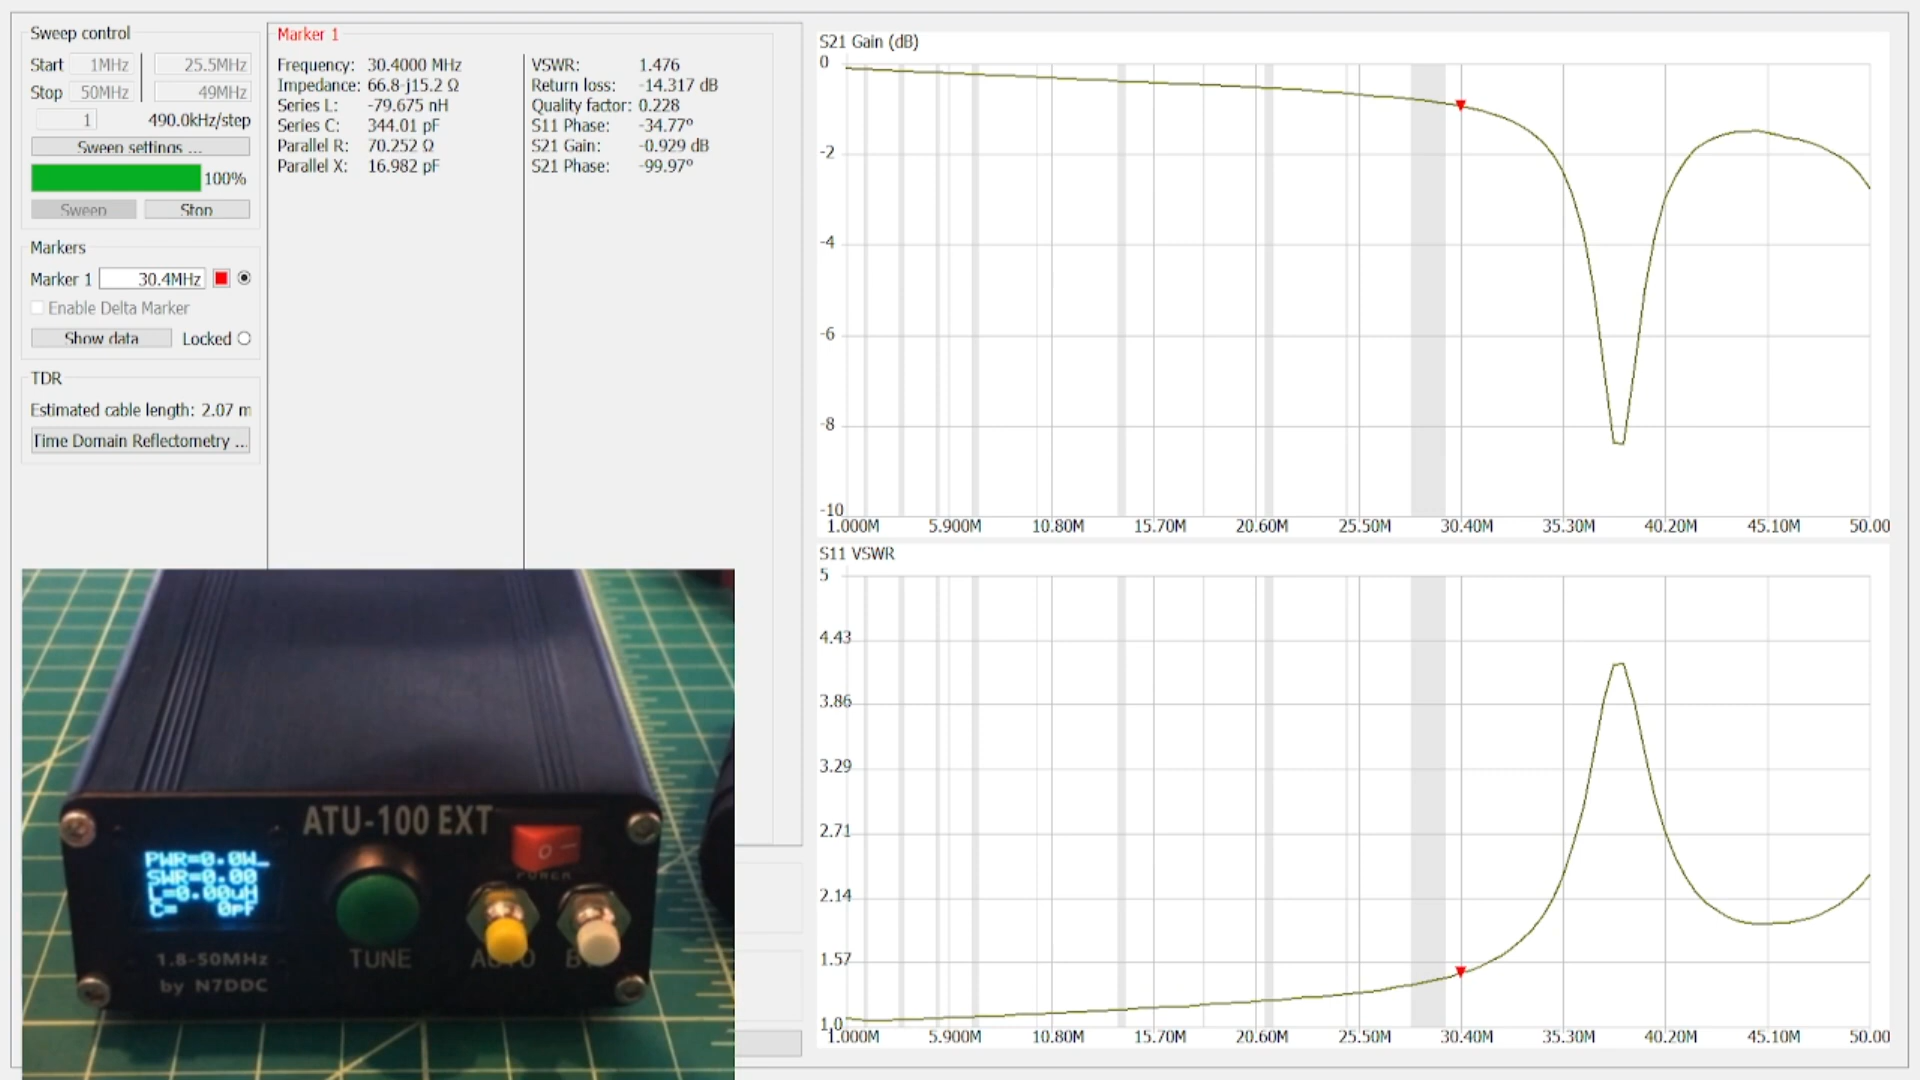 Sweep control
Start 1MHz 25.5MHz
Stop 50MHz 49MHz
1 490.0kHz/step
Sweep settings ...
100%
Sweep Stop
Markers
Marker 1 30.4MHz
Enable Delta Marker
Show data Locked
TDR
Estimated cable length: 2.07 m
Time Domain Reflectometry ...
Marker 1
Frequency: 30.4000 MHz
Impedance: 66.8-j15.2 Ω
Series L: -79.675 nH
Series C: 344.01 pF
Parallel R: 70.252 Ω
Parallel X: 16.982 pF
VSWR: 1.476
Return loss: -14.317 dB
Quality factor: 0.228
S11 Phase: -34.77º
S21 Gain: -0.929 dB
S21 Phase: -99.97º
S21 Gain (dB)
0
-2
-4
-6
-8
-10
1.000M 5.900M 10.80M 15.70M 20.60M 25.50M 30.40M 35.30M 40.20M 45.10M 50.00
S11 VSWR
5
4.43
3.86
3.29
2.71
2.14
1.57
1.0
1.000M 5.900M 10.80M 15.70M 20.60M 25.50M 30.40M 35.30M 40.20M 45.10M 50.00
ATU-100 EXT
PWR=0.0W_
SWR=0.00
L=0.00uH
C= 0pF
POWER
TUNE
1.8-50MHz
by N7DDC